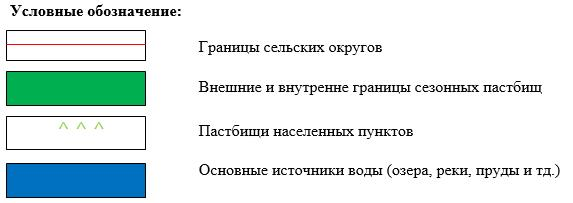 Условные обозначение:
Границы сельских округов
Внешние и внутренне границы сезонных пастбищ
Пастбищи населенных пунктов
Основные источники воды (озера, реки, пруды и тд.)